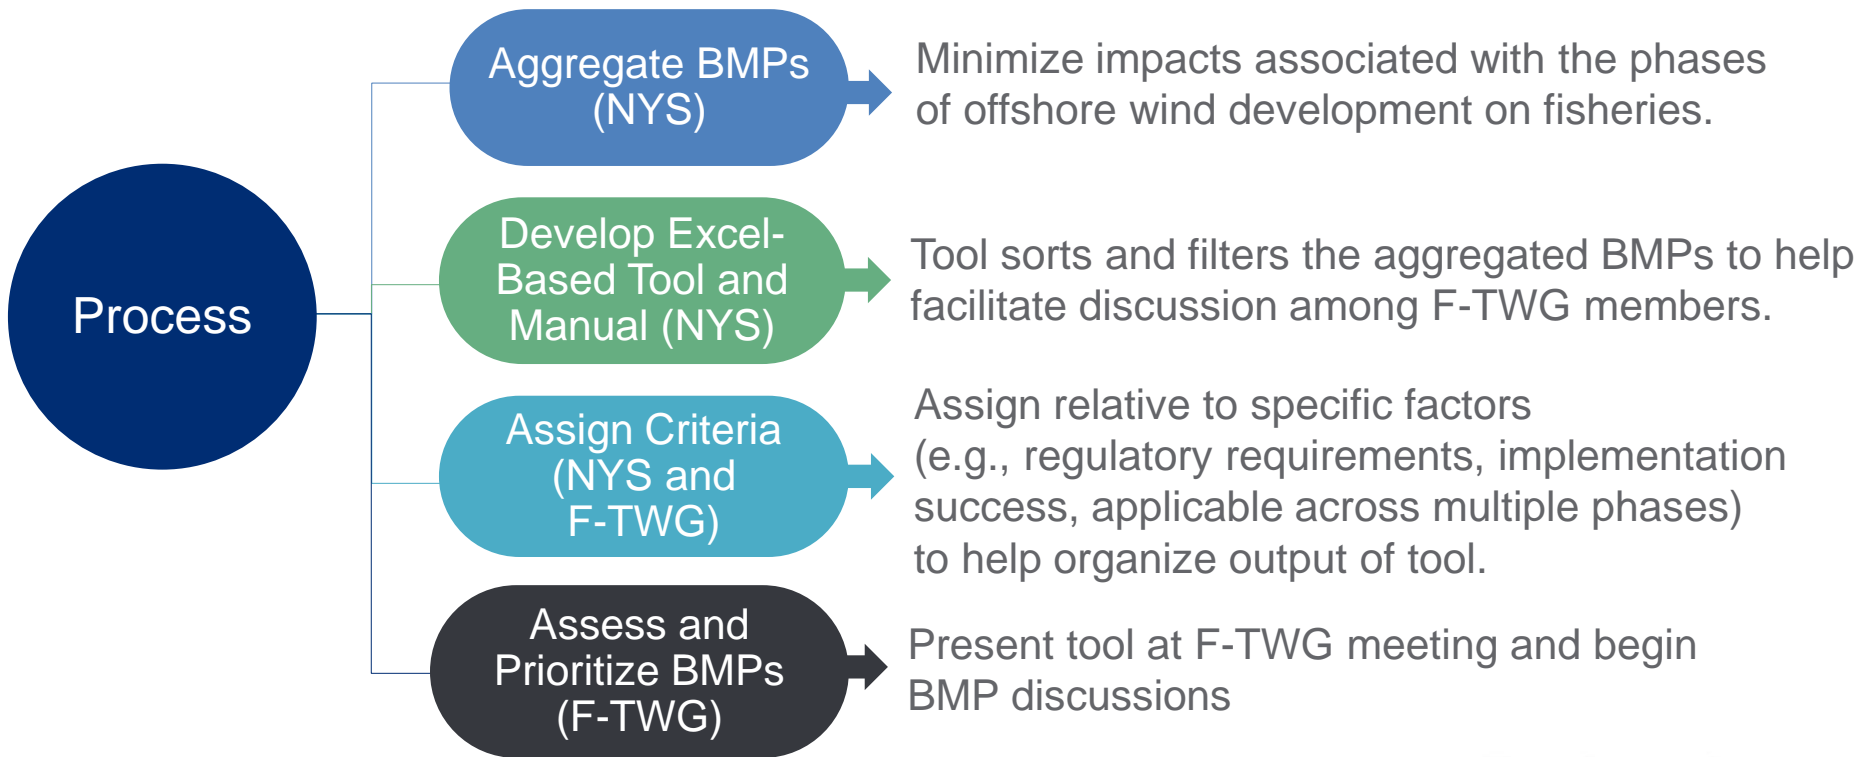 Process
Aggregate BMPs
(NYS)
Minimize impacts associated with the phases
of offshore wind development on fisheries.
Develop Excel-
Based Tool and
Manual (NYS)
Tool sorts and filters the aggregated BMPs to help
facilitate discussion among F-TWG members.
Assign Criteria
(NYS and
F-TWG)
Assign relative to specific factors
(e.g., regulatory requirements, implementation
success, applicable across multiple phases)
to help organize output of tool.
Assess and
Prioritize BMPs
(F-TWG)
Present tool at F-TWG meeting and begin
BMP discussions